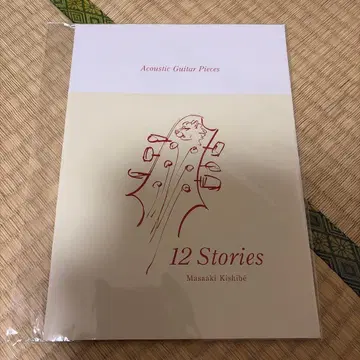 Acoustic Guitar Pieces
12 Stories
Masaaki Kishibe